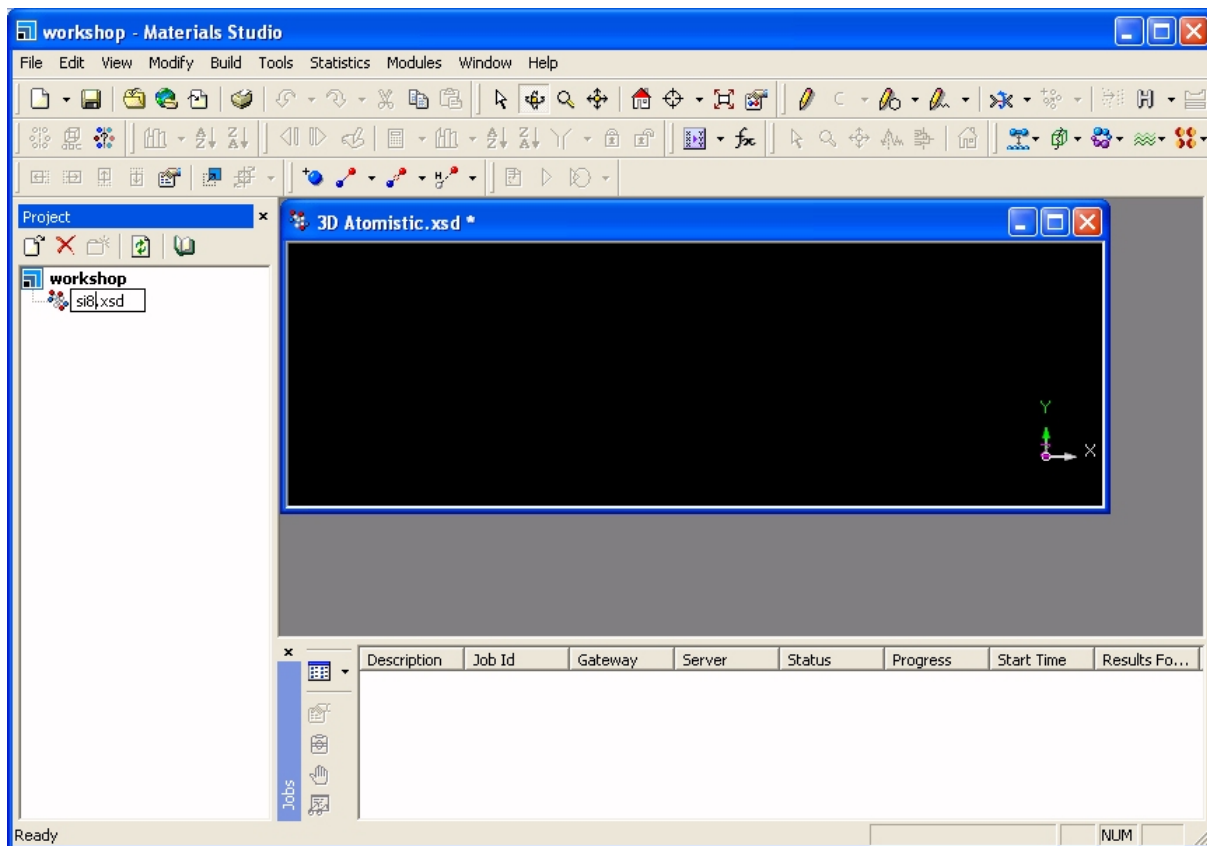 workshop - Materials Studio
File Edit View Modify Build Tools Statistics Modules Window Help
Project
3D Atomistic.xsd *
workshop
si8.xsd
Y
X
Description Job Id Gateway Server Status Progress Start Time Results Fo...
Jobs
Ready
NUM